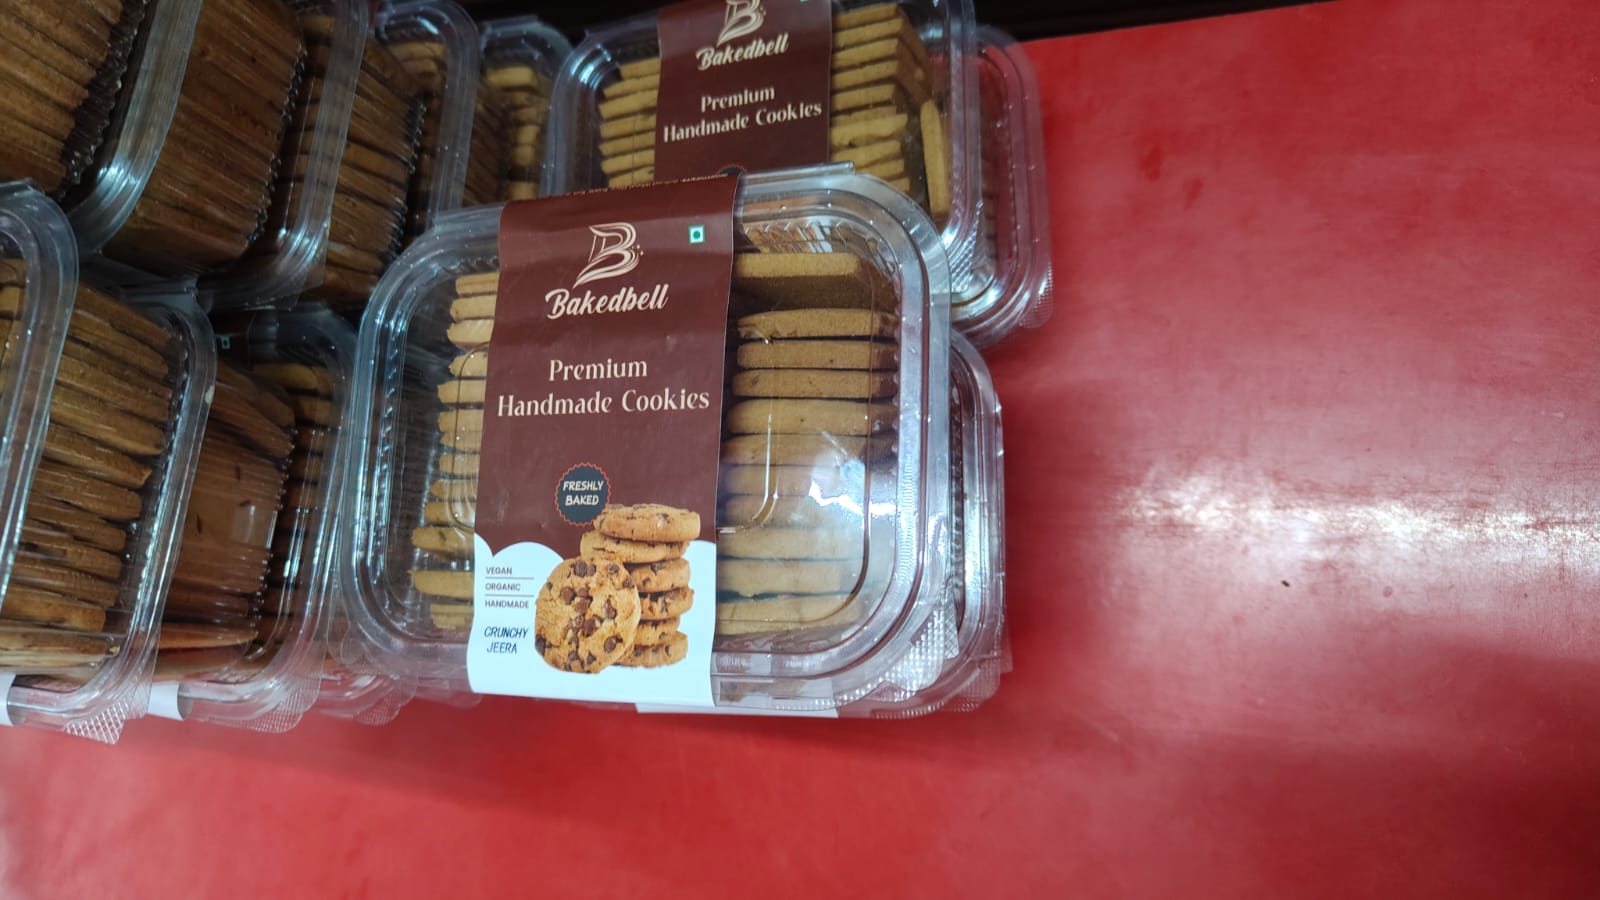 Bakedbell
Premium
Handmade Cookies
Bakedbell
Premium
Handmade Cookies
FRESHLY
BAKED
VEGAN
ORGANIC
HANDMADE
CRUNCHY
JEERA